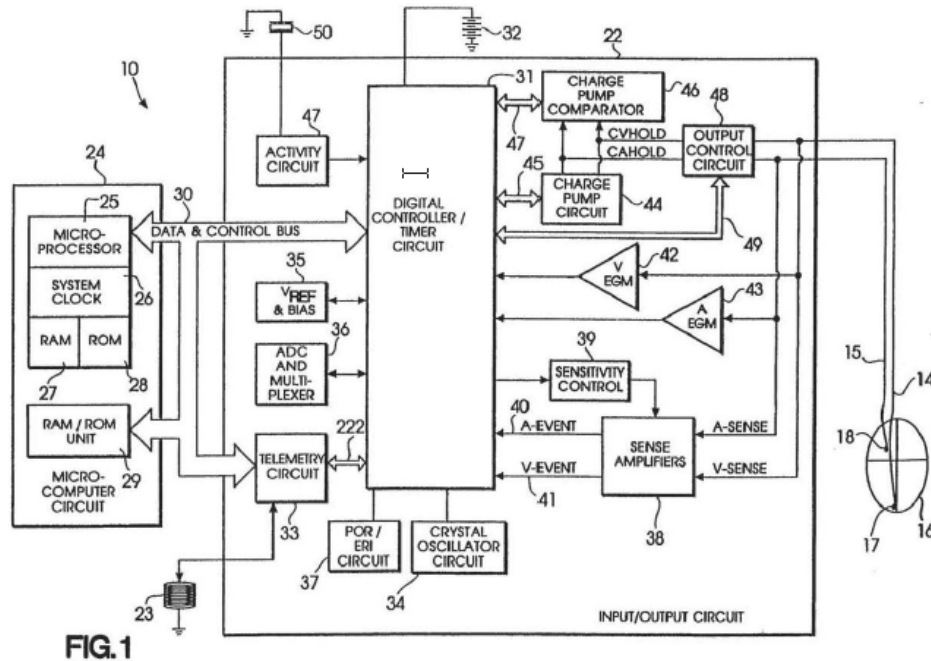 50
32
22
10
31
CHARGE
PUMP
COMPARATOR
46
48
47
ACTIVITY
CIRCUIT
47
CVHOLD
CAHOLD
OUTPUT
CONTROL
CIRCUIT
24
25
30
45
CHARGE
PUMP
CIRCUIT
44
DIGITAL
CONTROLLER /
TIMER
CIRCUIT
MICRO-
PROCESSOR
DATA & CONTROL BUS
49
SYSTEM
CLOCK
26
35
VREF
& BIAS
V
EGM
42
RAM
ROM
27
28
36
ADC AND
MULTI-
PLEXER
A
EGM
43
39
SENSITIVITY
CONTROL
15
14
RAM / ROM
UNIT
29
MICRO-
COMPUTER
CIRCUIT
222
TELEMETRY
CIRCUIT
33
40
A-EVENT
V-EVENT
41
SENSE
AMPLIFIERS
38
A-SENSE
V-SENSE
18
17
16
POR /
ERI
CIRCUIT
37
CRYSTAL
OSCILLATOR
CIRCUIT
34
23
INPUT/OUTPUT CIRCUIT
FIG.1